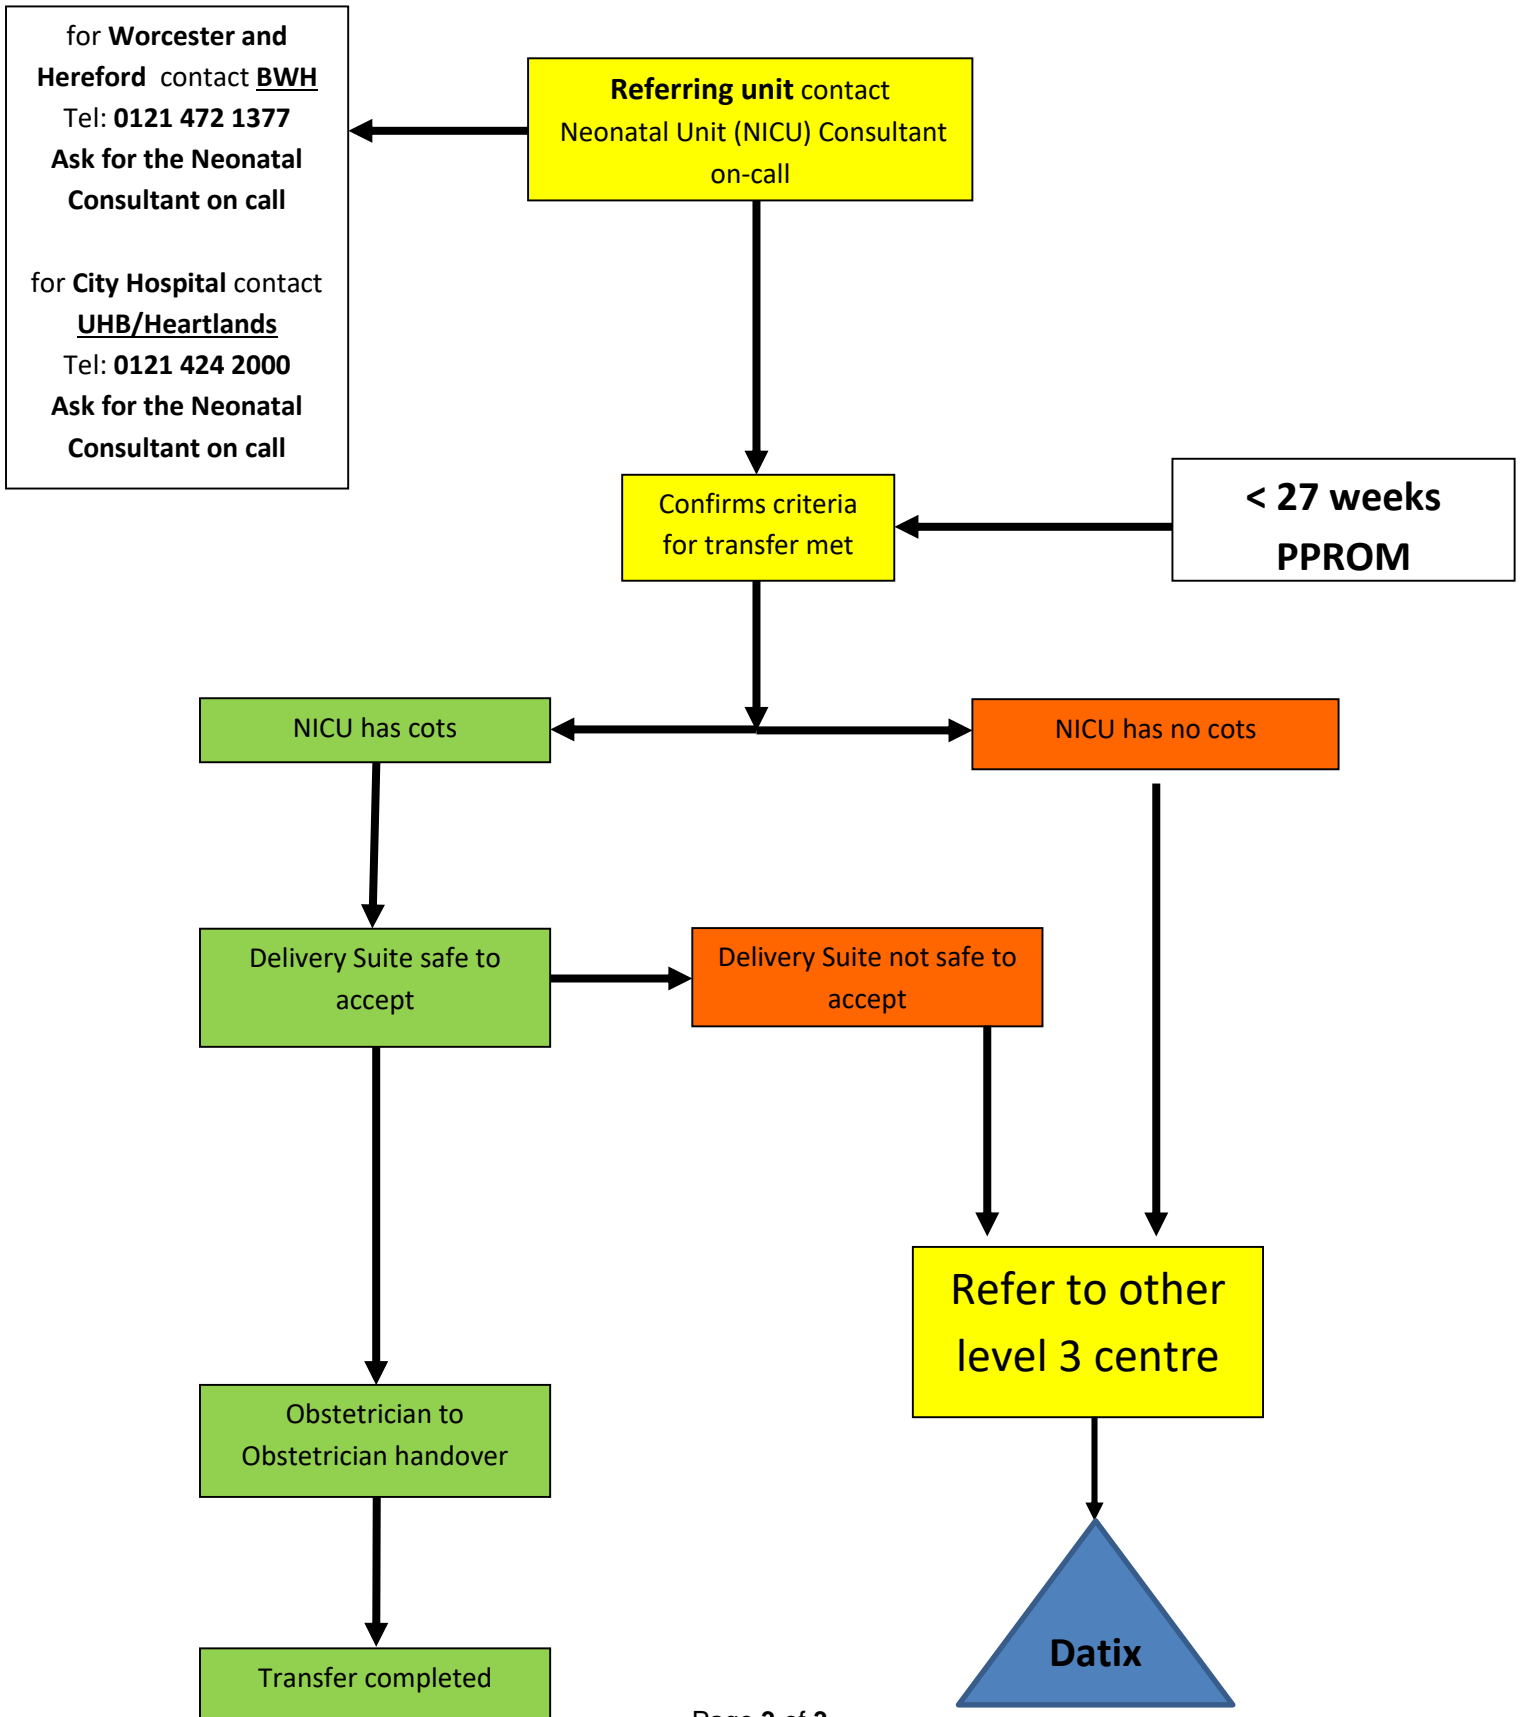 for Worcester and
Hereford contact BWH
Tel: 0121 472 1377
Ask for the Neonatal
Consultant on call
for City Hospital contact
UHB/Heartlands
Tel: 0121 424 2000
Ask for the Neonatal
Consultant on call
Referring unit contact
Neonatal Unit (NICU) Consultant
on-call
Confirms criteria
for transfer met
< 27 weeks
PPROM
NICU has cots
NICU has no cots
Delivery Suite safe to
accept
Delivery Suite not safe to
accept
Refer to other
level 3 centre
Obstetrician to
Obstetrician handover
Datix
Transfer completed